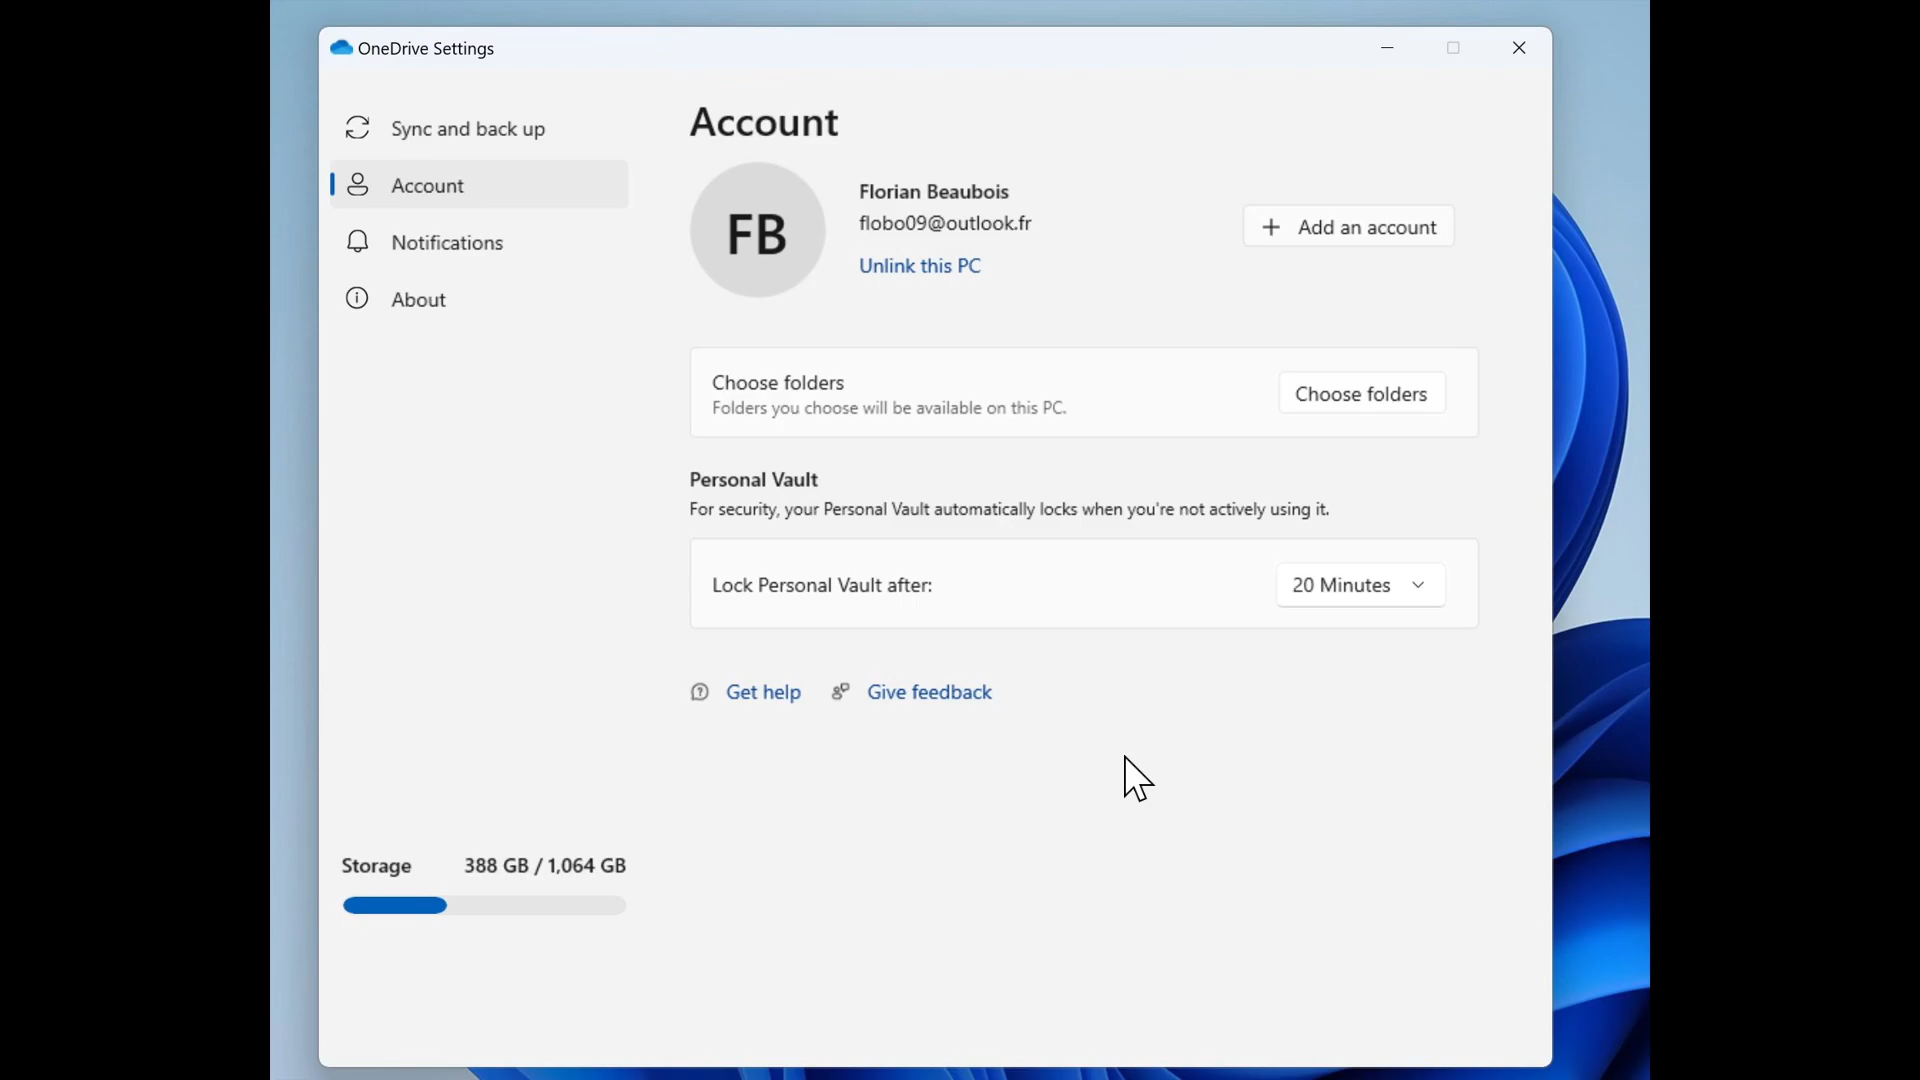 OneDrive Settings
Sync and back up
Account
Notifications
About
Storage 388 GB / 1,064 GB
Account
FB
Florian Beaubois
flobo09@outlook.fr
Unlink this PC
Add an account
Choose folders
Folders you choose will be available on this PC.
Choose folders
Personal Vault
For security, your Personal Vault automatically locks when you're not actively using it.
Lock Personal Vault after:
20 Minutes
Get help
Give feedback